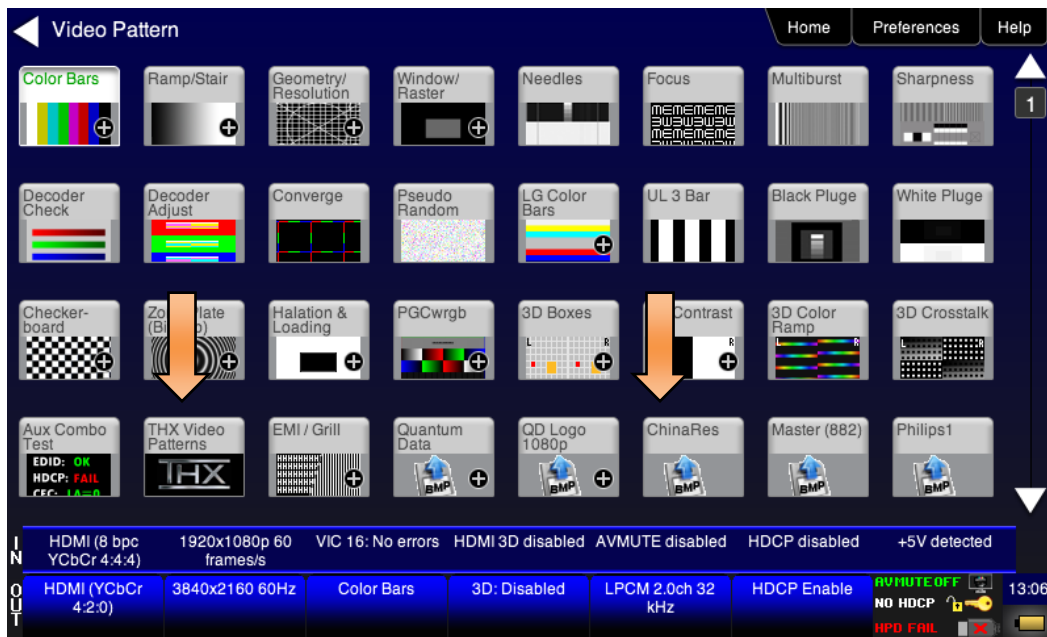 Video Pattern
Home
Preferences
Help
Color Bars
Ramp/Stair
Geometry/
Resolution
Window/
Raster
Needles
Focus
Multiburst
Sharpness
1
MEMEMEME
MEMEMEME
Decoder
Check
Decoder
Adjust
Converge
Pseudo
Random
LG Color
Bars
UL 3 Bar
Black Pluge
White Pluge
Checker-
board
Halation &
Loading
PGCwrgb
3D Boxes
Contrast
3D Color
Ramp
3D Crosstalk
L
R
R
L
R
L
R
Aux Combo
Test
THX Video
Patterns
EMI / Grill
Quantum
Data
QD Logo
1080p
ChinaRes
Master (882)
Philips1
EDID: OK
HDCP: FAIL
CEC: LA=0
THX
BMP
BMP
BMP
BMP
BMP
IN
HDMI (8 bpc
YCbCr 4:4:4)
1920x1080p 60
frames/s
VIC 16: No errors
HDMI 3D disabled
AVMUTE disabled
HDCP disabled
+5V detected
OUT
HDMI (YCbCr
4:2:0)
3840x2160 60Hz
Color Bars
3D: Disabled
LPCM 2.0ch 32
kHz
HDCP Enable
AVMUTEOFF
NO HDCP
HPD FAIL
13:06